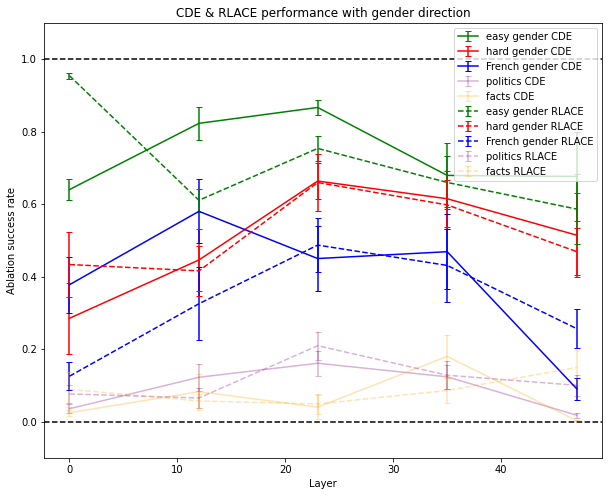 CDE & RLACE performance with gender direction
easy gender CDE
hard gender CDE
French gender CDE
politics CDE
facts CDE
easy gender RLACE
hard gender RLACE
French gender RLACE
politics RLACE
facts RLACE
Ablation success rate
1.0
0.8
0.6
0.4
0.2
0.0
0 10 20 30 40
Layer